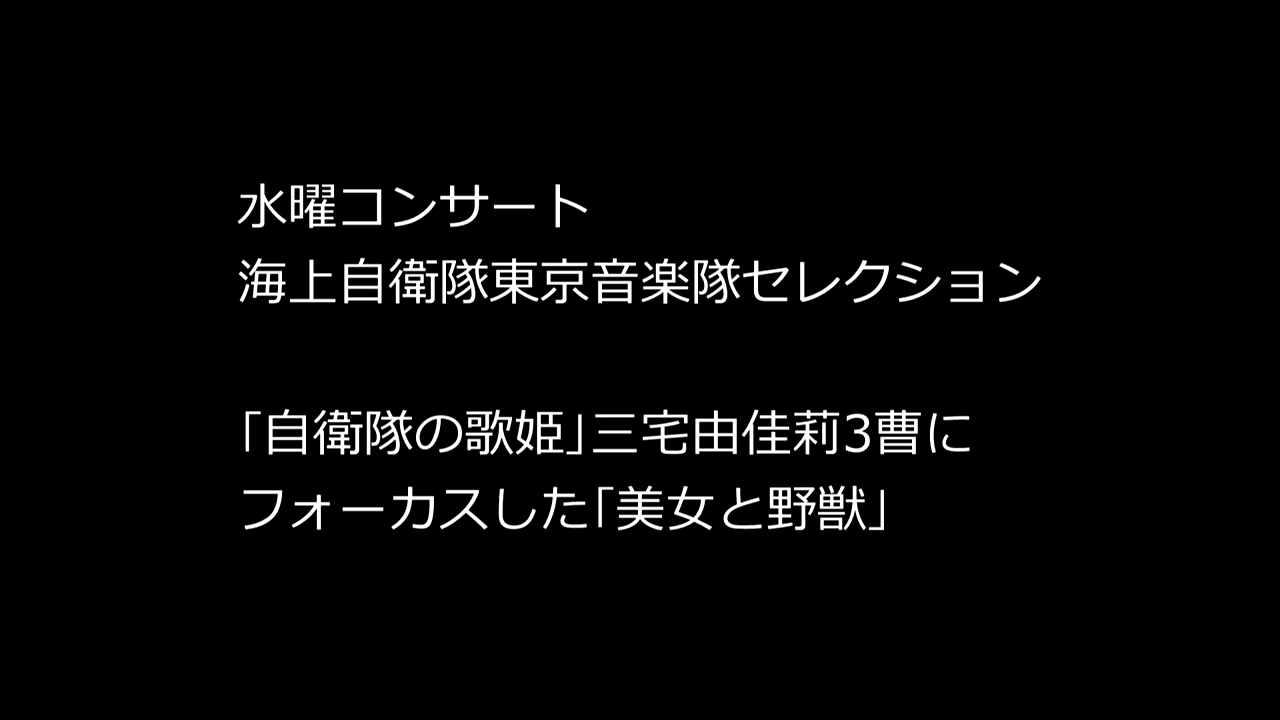 水曜コンサート
海上自衛隊東京音楽隊セレクション
｢自衛隊の歌姫｣三宅由佳莉3曹に
フォーカスした｢美女と野獣｣